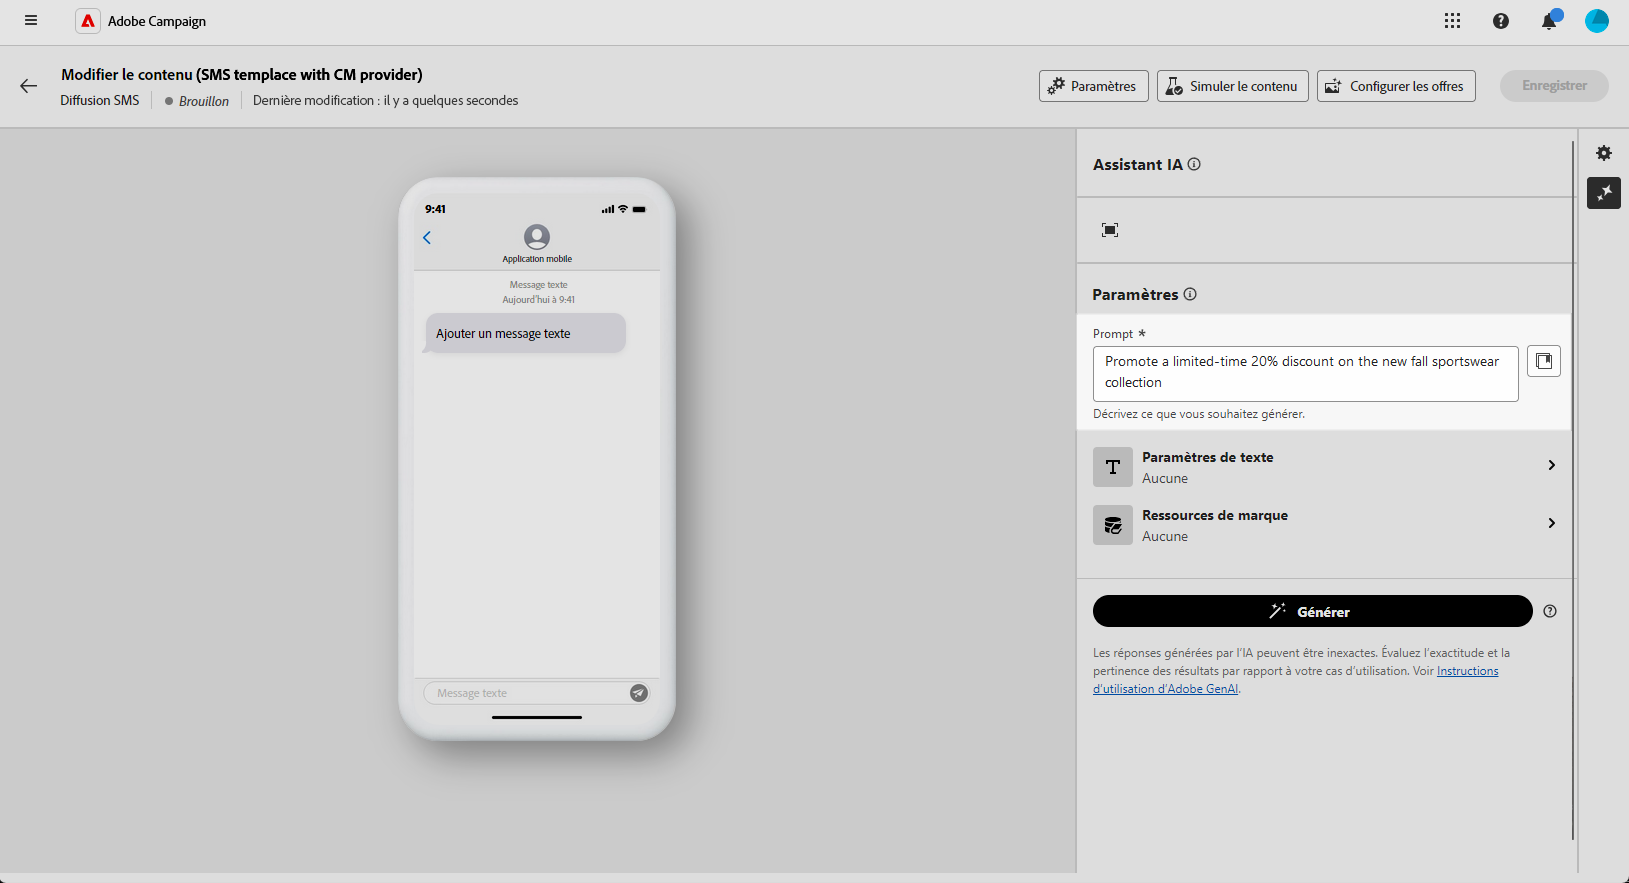 Adobe Campaign
Modifier le contenu (SMS templace with CM provider)
Diffusion SMS
Brouillon
Dernière modification : il y a quelques secondes
Paramètres
Simuler le contenu
Configurer les offres
Enregistrer
9:41
Application mobile
Message texte
Aujourd'hui à 9:41
Ajouter un message texte
Message texte
Assistant IA
Paramètres
Prompt *
Promote a limited-time 20% discount on the new fall sportswear
collection
Décrivez ce que vous souhaitez générer.
Paramètres de texte
Aucune
Ressources de marque
Aucune
Générer
Les réponses générées par l'IA peuvent être inexactes. Évaluez l'exactitude et la
pertinence des résultats par rapport à votre cas d'utilisation. Voir Instructions
d'utilisation d'Adobe GenAI.